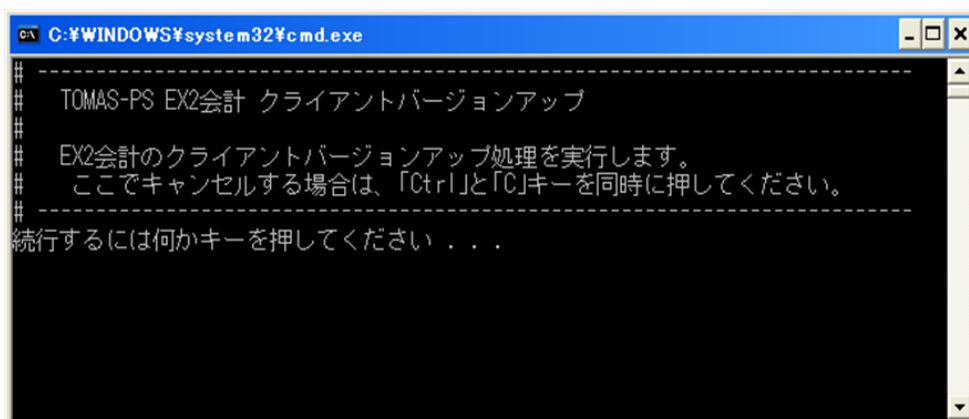 C:¥WINDOWS¥system32¥cmd.exe
# ----------------------------------------------------------------------
#   TOMAS-PS EX2会計 クライアントバージョンアップ
#
#   EX2会計のクライアントバージョンアップ処理を実行します。
#    ここでキャンセルする場合は、｢Ctrl｣と｢C｣キーを同時に押してください。
# ----------------------------------------------------------------------
続行するには何かキーを押してください . . .